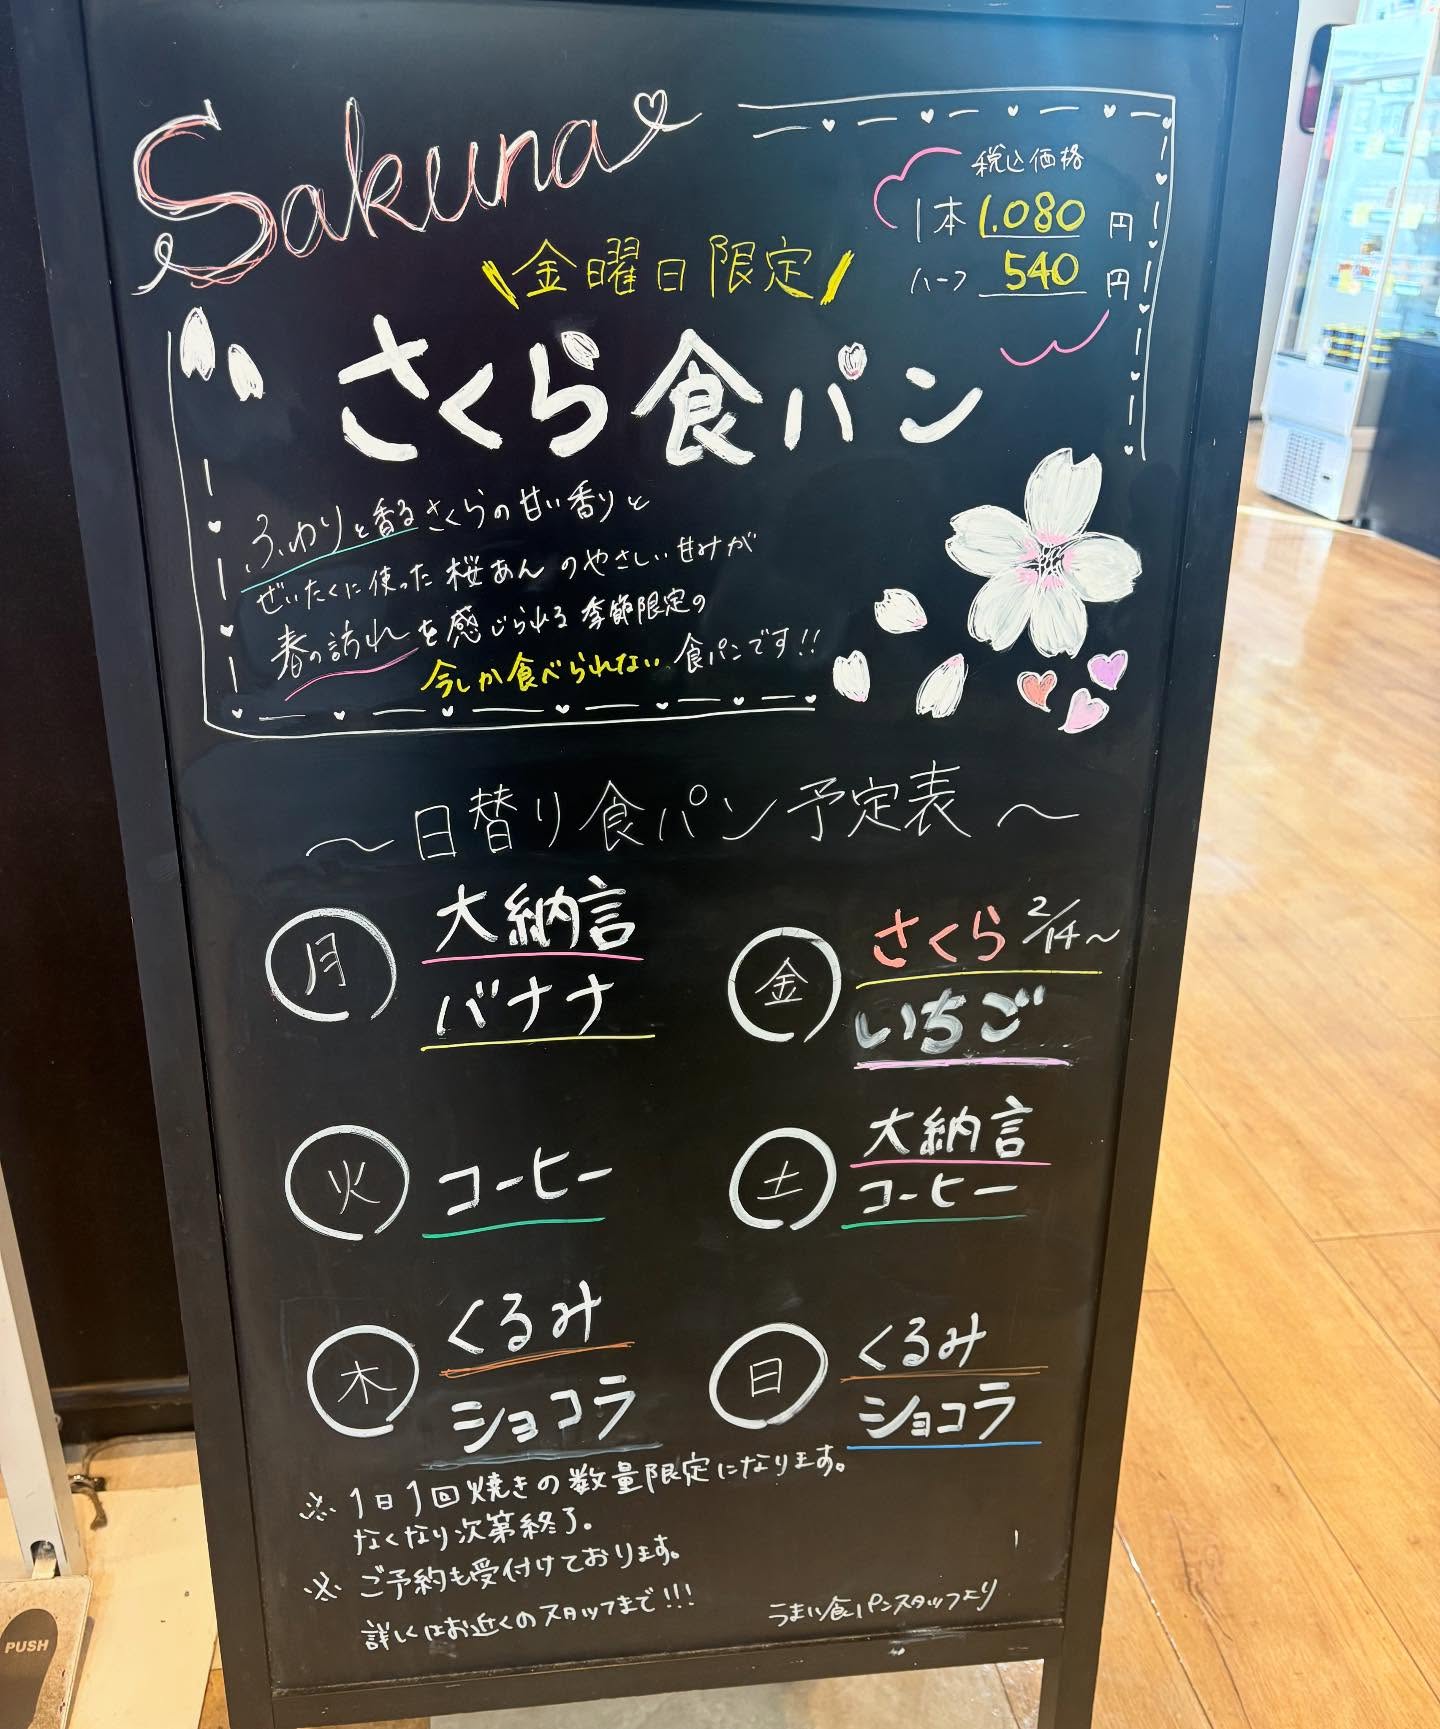 Sakuna
税込価格
1本 1.080 円
ハーフ 540 円
金曜日限定
さくら食パン
ふわりと香るさくらの甘い香りと
ぜいたくに使った桜あんのやさしい甘みが
春の訪れを感じられる季節限定の
今しか食べられない食パンです!!
〜日替り食パン予定表〜
月
大納言
バナナ
金
さくら 2/14〜
いちご
火
コーヒー
土
大納言
コーヒー
木
くるみ
ショコラ
日
くるみ
ショコラ
※ 1日1回焼きの数量限定になります。
なくなり次第終了。
※ ご予約も受付けております。
詳しくはお近くのスタッフまで!!!
うまい食パンスタッフより
PUSH